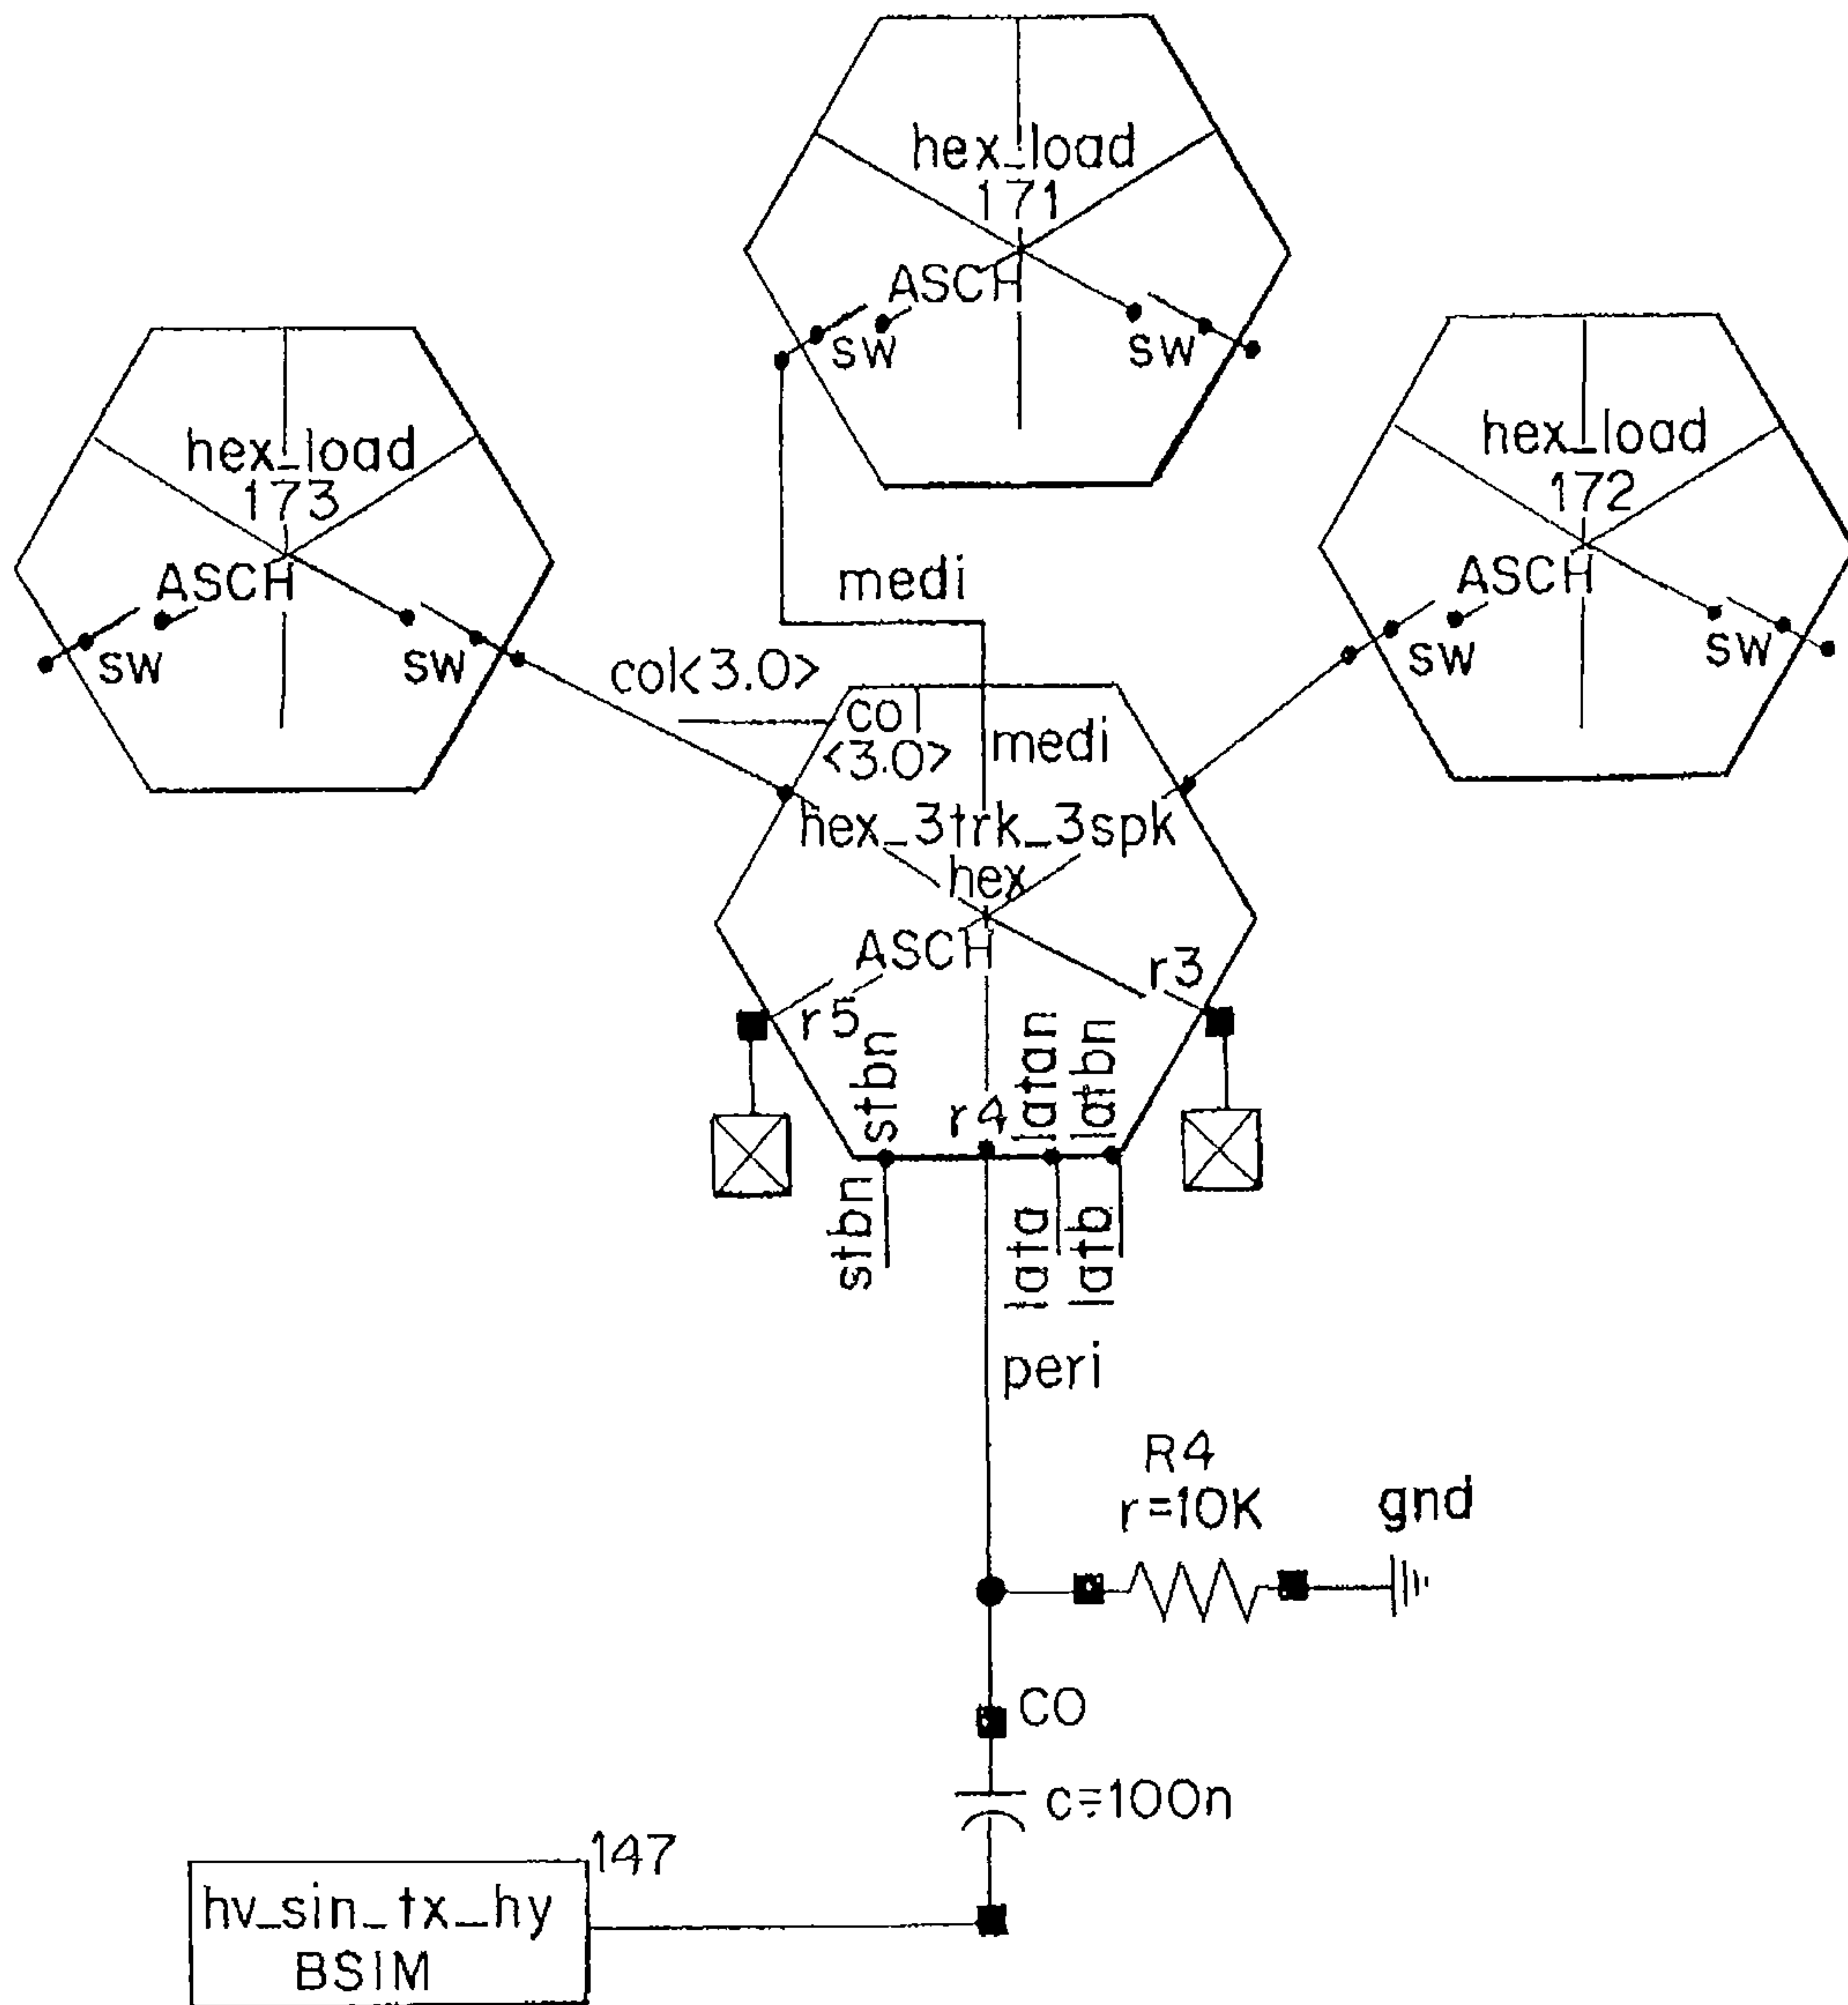 hex_load
171
ASCH
sw
sw
hex_load
173
ASCH
sw
sw
hex_load
172
ASCH
sw
sw
medi
col<3.0>
col
<3.0>
medi
hex_3trk_3spk
hex
ASCH
r3
r5
stbn
r4
latan
latbn
stbn
lata
latb
peri
R4
r=10K
gnd
CO
c=100n
147
hv_sin_tx_hy
BSIM